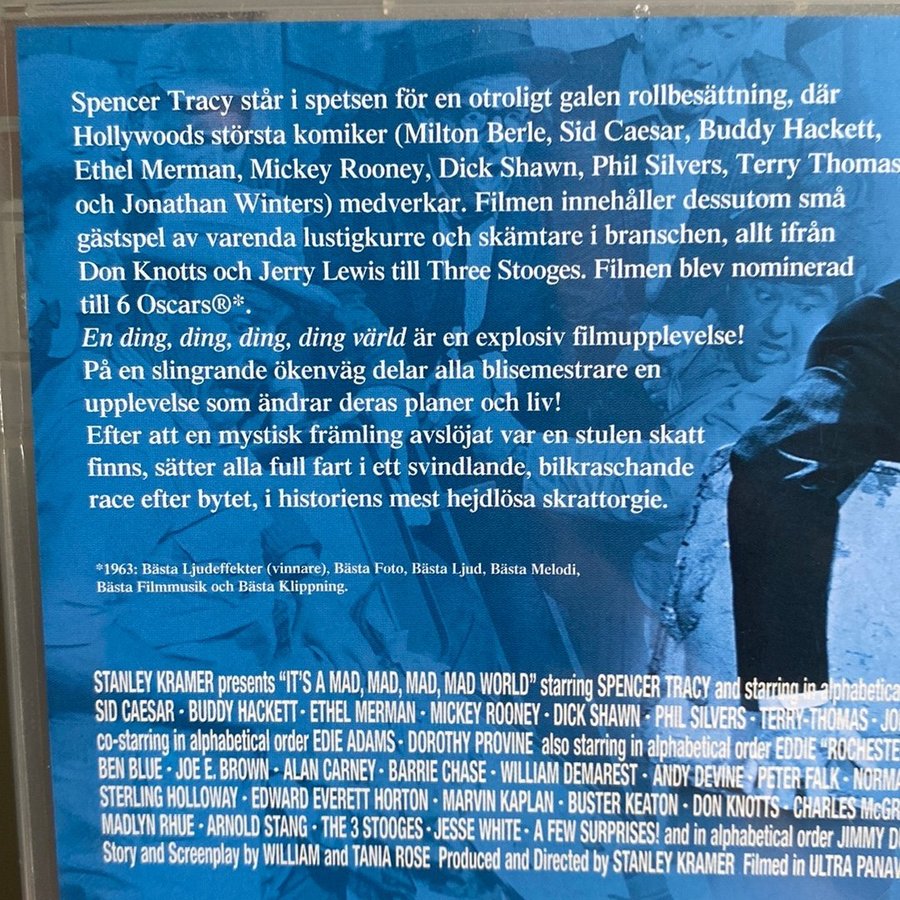 Spencer Tracy står i spetsen för en otroligt galen rollbesättning, där
Hollywoods största komiker (Milton Berle, Sid Caesar, Buddy Hackett,
Ethel Merman, Mickey Rooney, Dick Shawn, Phil Silvers, Terry Thomas
och Jonathan Winters) medverkar. Filmen innehåller dessutom små
gästspel av varenda lustigkurre och skämtare i branschen, allt ifrån
Don Knotts och Jerry Lewis till Three Stooges. Filmen blev nominerad
till 6 Oscars®*.
En ding, ding, ding, ding värld är en explosiv filmupplevelse!
På en slingrande ökenväg delar alla blisemestrare en
upplevelse som ändrar deras planer och liv!
Efter att en mystisk främling avslöjat var en stulen skatt
finns, sätter alla full fart i ett svindlande, bilkraschande
race efter bytet, i historiens mest hejdlösa skrattorgie.
*1963: Bästa Ljudeffekter (vinnare), Bästa Foto, Bästa Ljud, Bästa Melodi,
Bästa Filmmusik och Bästa Klippning.
STANLEY KRAMER presents "IT'S A MAD, MAD, MAD, MAD WORLD" starring SPENCER TRACY and starring in alphabetica
SID CAESAR · BUDDY HACKETT · ETHEL MERMAN · MICKEY ROONEY · DICK SHAWN · PHIL SILVERS · TERRY-THOMAS · JO
co-starring in alphabetical order EDIE ADAMS · DOROTHY PROVINE also starring in alphabetical order EDDIE "ROCHESTE
BEN BLUE · JOE E. BROWN · ALAN CARNEY · BARRIE CHASE · WILLIAM DEMAREST · ANDY DEVINE · PETER FALK · NORMA
STERLING HOLLOWAY · EDWARD EVERETT HORTON · MARVIN KAPLAN · BUSTER KEATON · DON KNOTTS · CHARLES McGR
MADLYN RHUE · ARNOLD STANG · THE 3 STOOGES · JESSE WHITE · A FEW SURPRISES! and in alphabetical order JIMMY D
Story and Screenplay by WILLIAM and TANIA ROSE Produced and Directed by STANLEY KRAMER Filmed in ULTRA PANAV